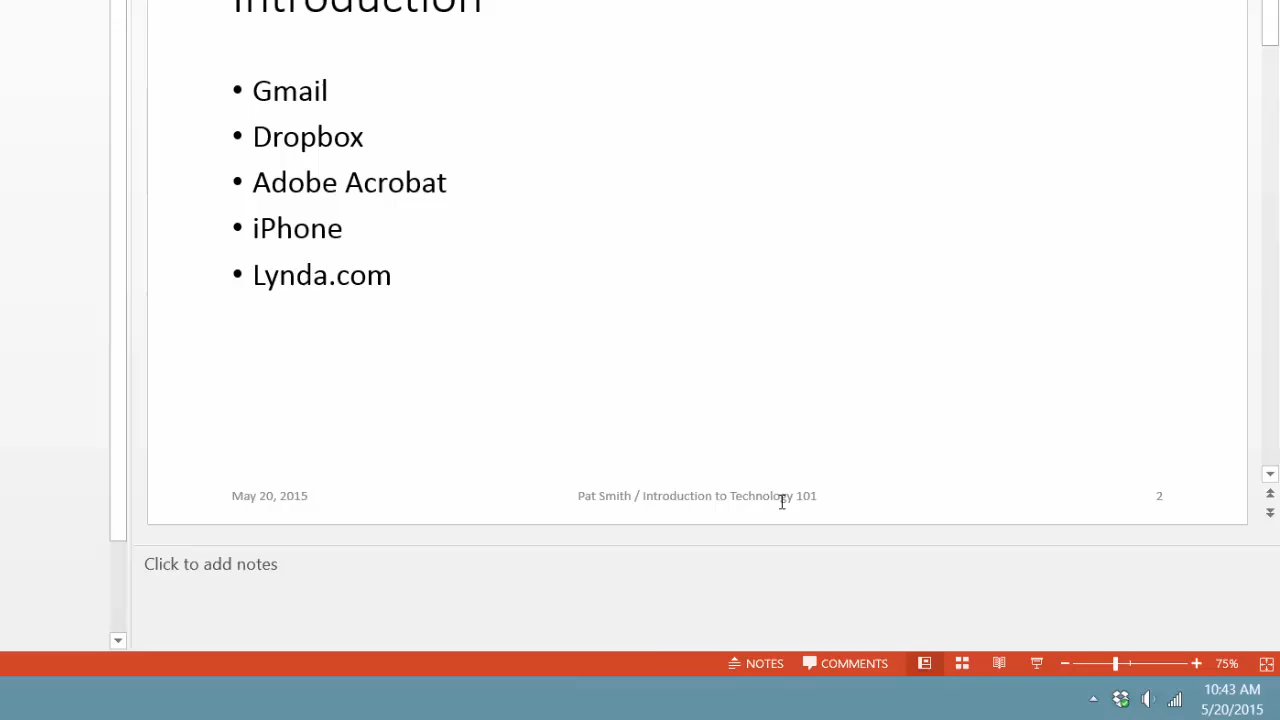 Introduction
• Gmail
• Dropbox
• Adobe Acrobat
• iPhone
• Lynda.com
May 20, 2015 Pat Smith / Introduction to Technology 101 2
Click to add notes
NOTES COMMENTS 75%
10:43 AM
5/20/2015